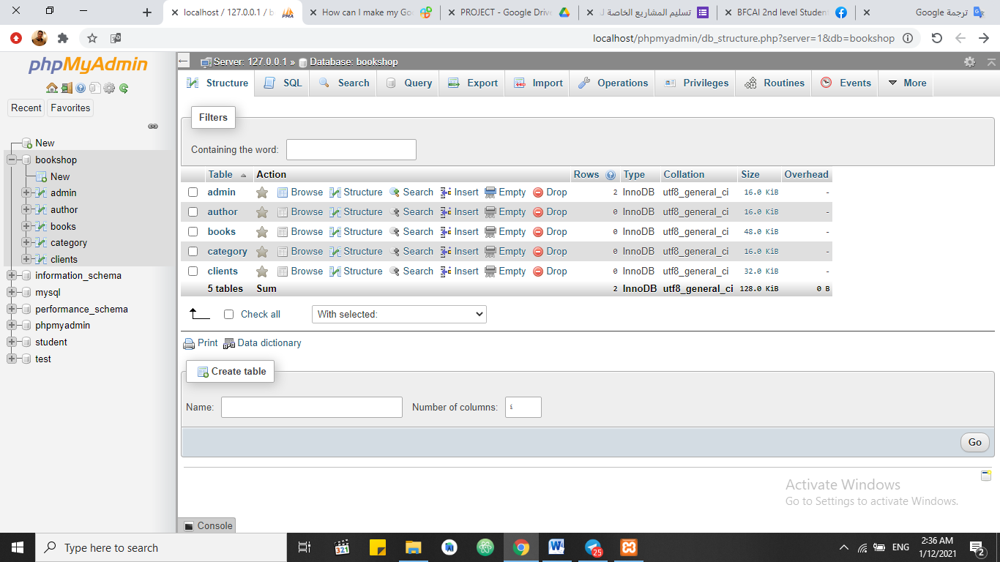 localhost / 127.0.0.1 / b
How can I make my Goo
PROJECT - Google Drive
تسليم المشاريع الخاصة لـ
BFCAI 2nd level Student
ترجمة Google
localhost/phpmyadmin/db_structure.php?server=1&db=bookshop
phpMyAdmin
Recent Favorites
New
bookshop
New
admin
author
books
category
clients
information_schema
mysql
performance_schema
phpmyadmin
student
test
Server: 127.0.0.1 » Database: bookshop
Structure SQL Search Query Export Import Operations Privileges Routines Events More
Filters
Containing the word:
Table Action Rows Type Collation Size Overhead
admin Browse Structure Search Insert Empty Drop 2 InnoDB utf8_general_ci 16.0 KiB -
author Browse Structure Search Insert Empty Drop 0 InnoDB utf8_general_ci 16.0 KiB -
books Browse Structure Search Insert Empty Drop 0 InnoDB utf8_general_ci 48.0 KiB -
category Browse Structure Search Insert Empty Drop 0 InnoDB utf8_general_ci 16.0 KiB -
clients Browse Structure Search Insert Empty Drop 0 InnoDB utf8_general_ci 32.0 KiB -
5 tables Sum 2 InnoDB utf8_general_ci 128.0 KiB 0 B
Check all With selected:
Print Data dictionary
Create table
Name: Number of columns: ٤
Go
Activate Windows
Go to Settings to activate Windows.
Console
Type here to search
321
25
ENG
2:36 AM
1/12/2021
2